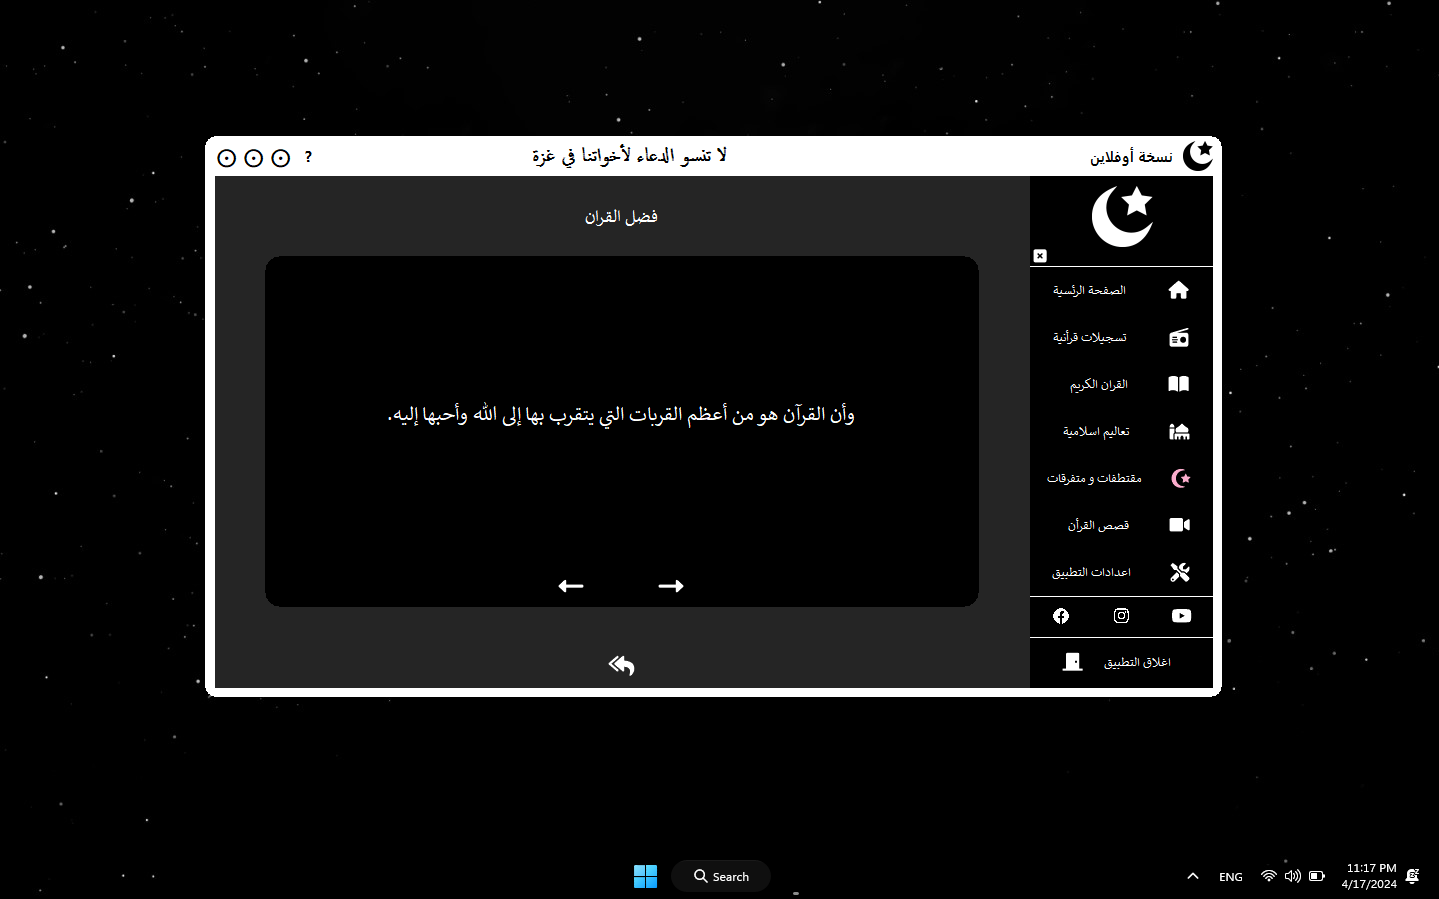 نسخة أوفلاين
لا تنسو الدعاء لأخواتنا في غزة
?
فضل القران
وأن القرآن هو من أعظم القربات التي يتقرب بها إلى الله وأحبها إليه.
الصفحة الرئسية
تسجيلات قرأنية
القران الكريم
تعاليم اسلامية
مقتطفات و متفرقات
قصص القرأن
اعدادات التطبيق
اغلاق التطبيق
Search
ENG
11:17 PM
4/17/2024